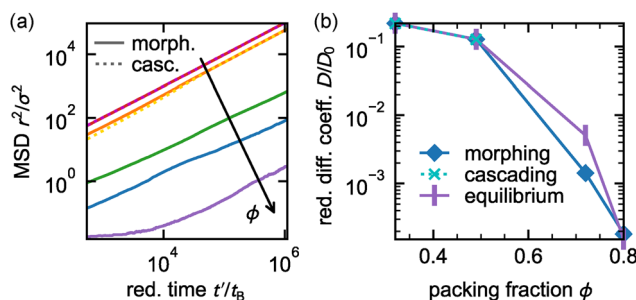 (a)
10⁴
10²
10⁰
MSD r²/σ²
morph.
casc.
ϕ
10⁴
10⁶
red. time t′/t_B
(b)
10⁻¹
10⁻²
10⁻³
red. diff. coeff. D/D₀
morphing
cascading
equilibrium
0.4
0.6
0.8
packing fraction ϕ